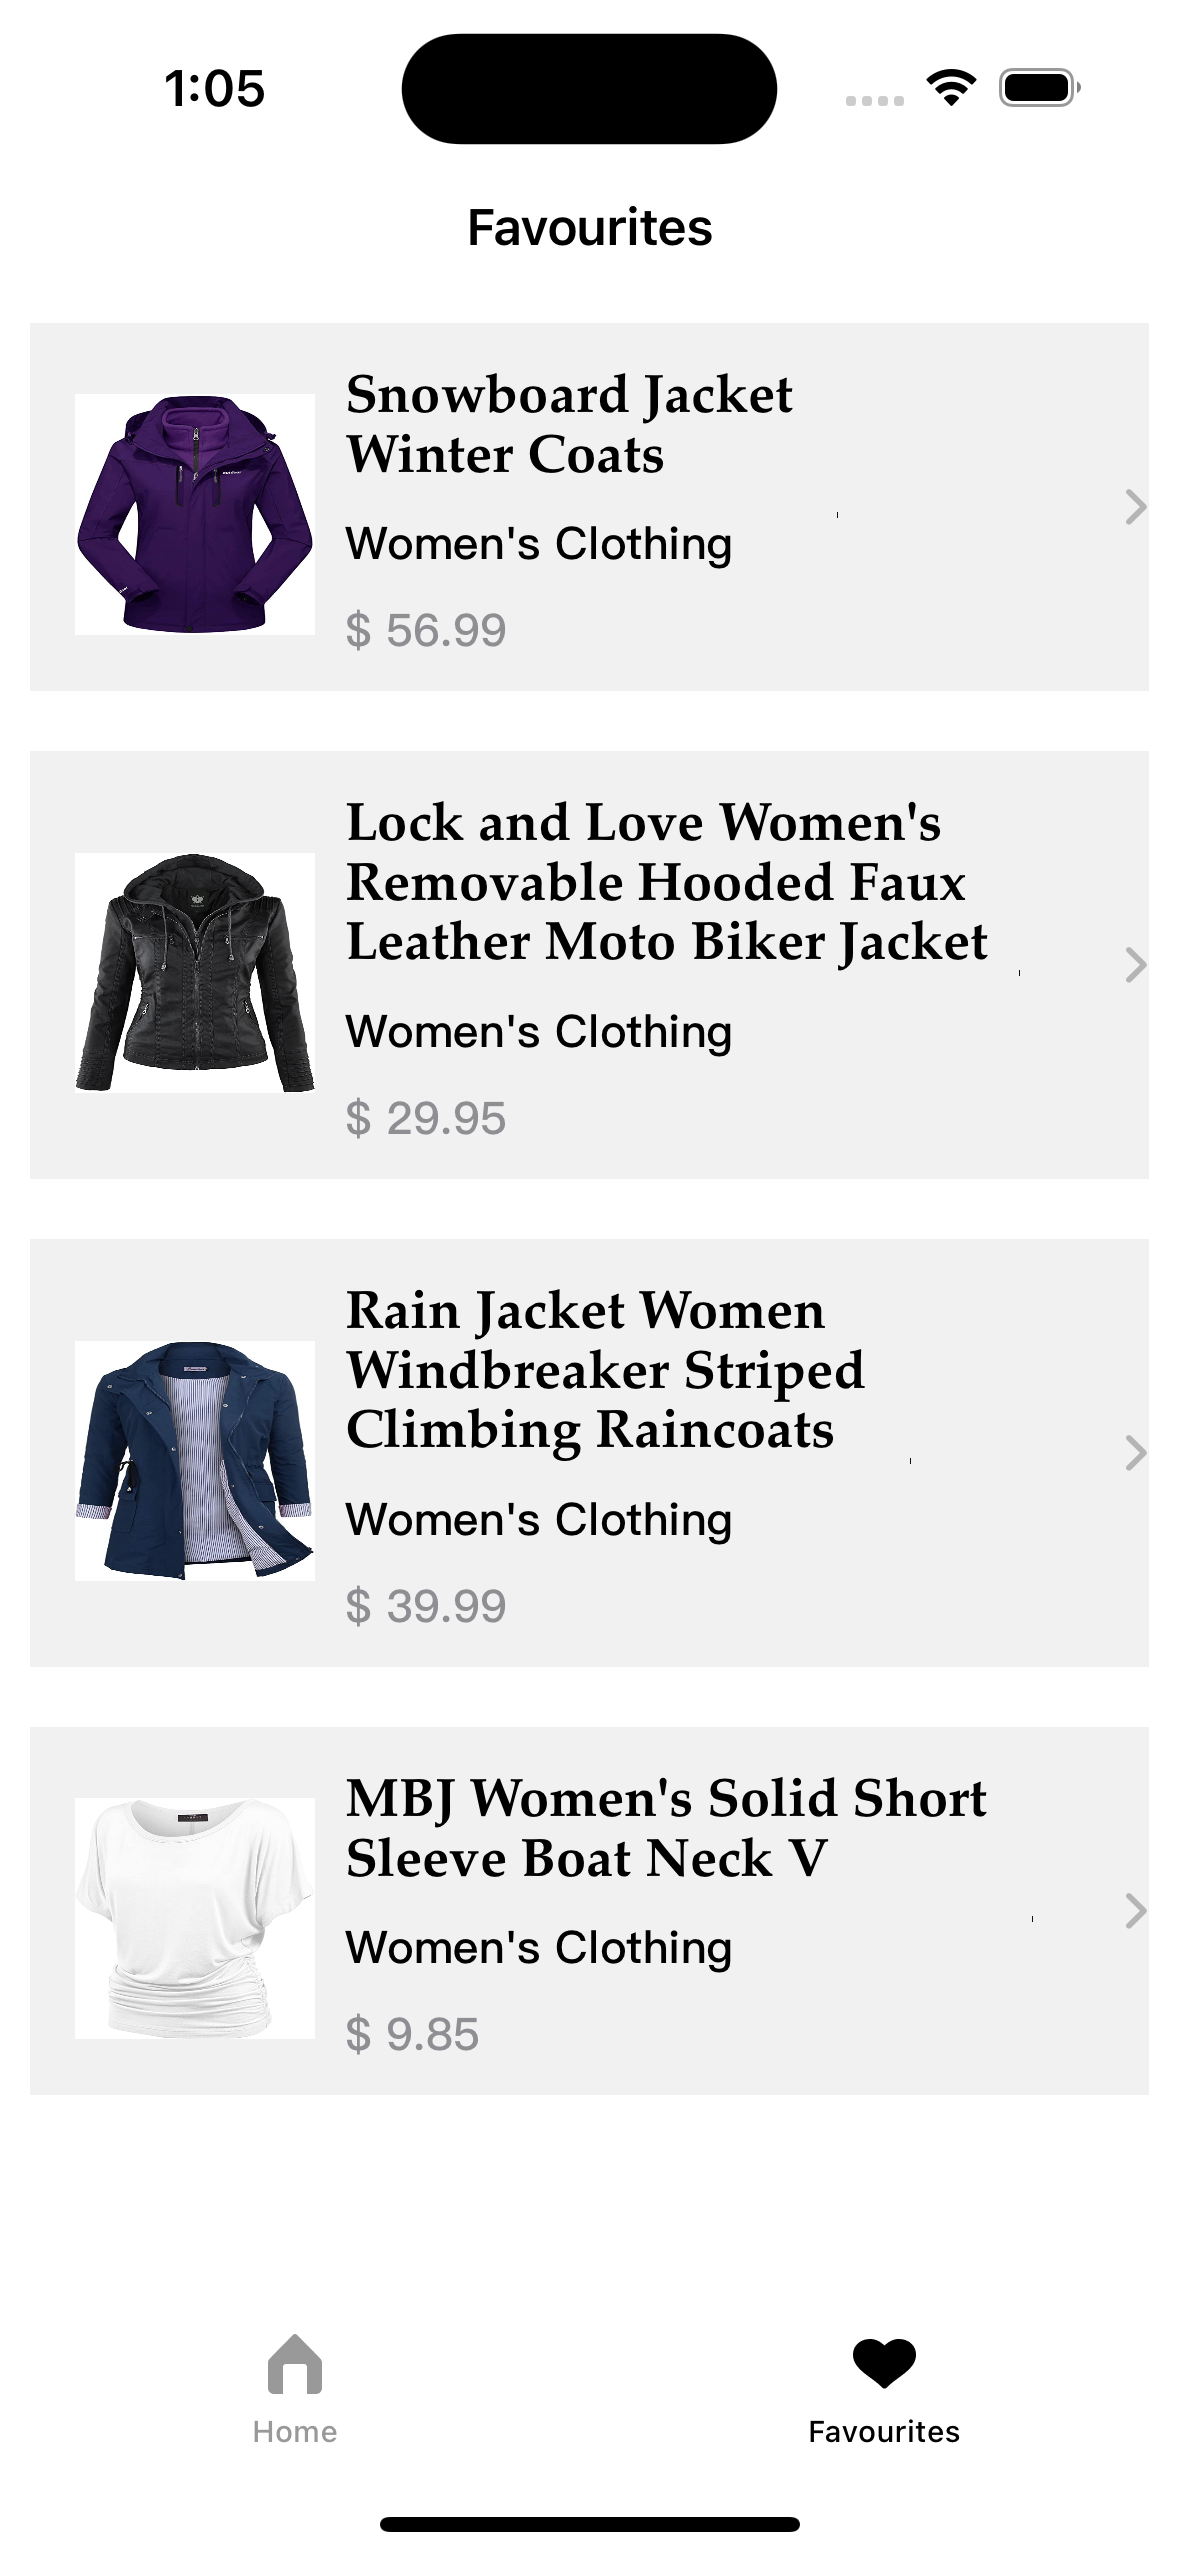 1:05
Favourites
Snowboard Jacket
Winter Coats
Women's Clothing
$ 56.99
Lock and Love Women's
Removable Hooded Faux
Leather Moto Biker Jacket
Women's Clothing
$ 29.95
Rain Jacket Women
Windbreaker Striped
Climbing Raincoats
Women's Clothing
$ 39.99
MBJ Women's Solid Short
Sleeve Boat Neck V
Women's Clothing
$ 9.85
Home
Favourites